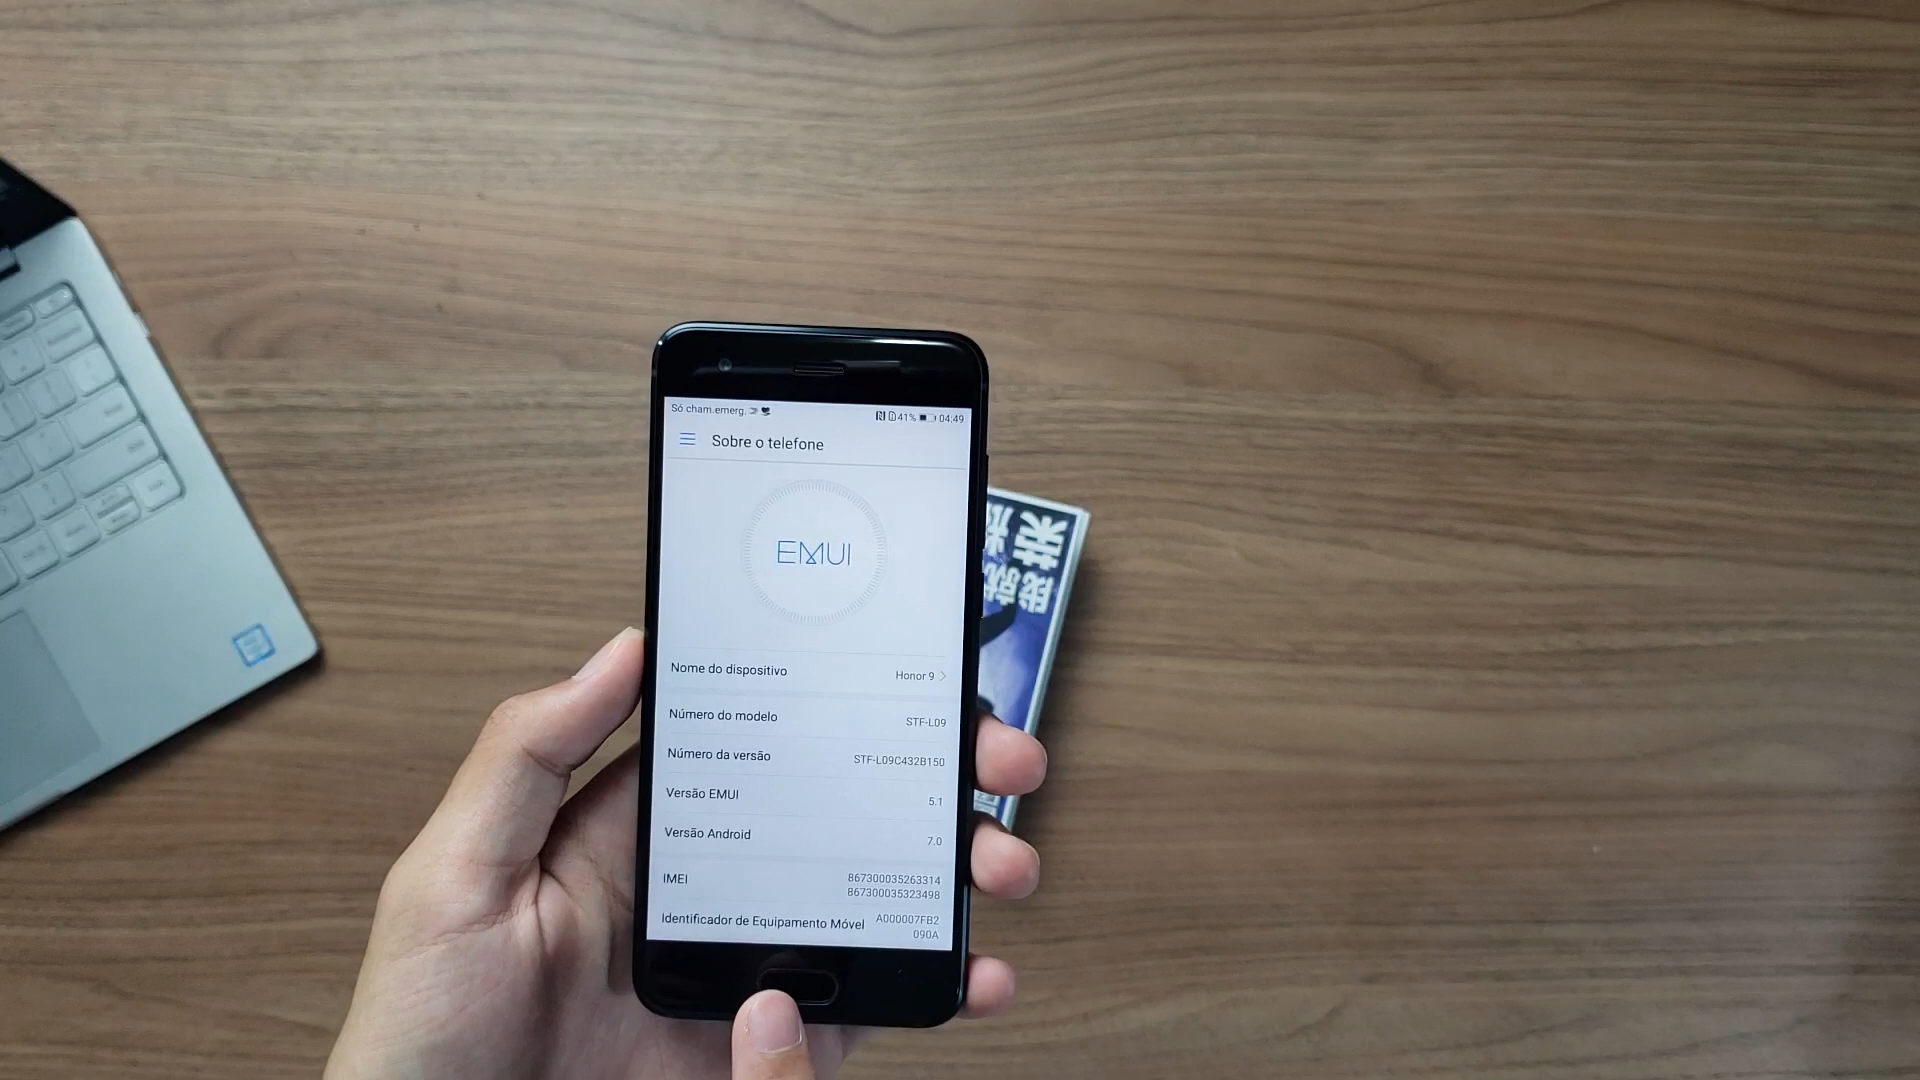 Só cham.emerg.
41% 04:49
Sobre o telefone
EMUI
Nome do dispositivo Honor 9
Número do modelo STF-L09
Número da versão STF-L09C432B150
Versão EMUI 5.1
Versão Android 7.0
IMEI 867300035263314
867300035323498
Identificador de Equipamento Móvel A000007FB2
090A